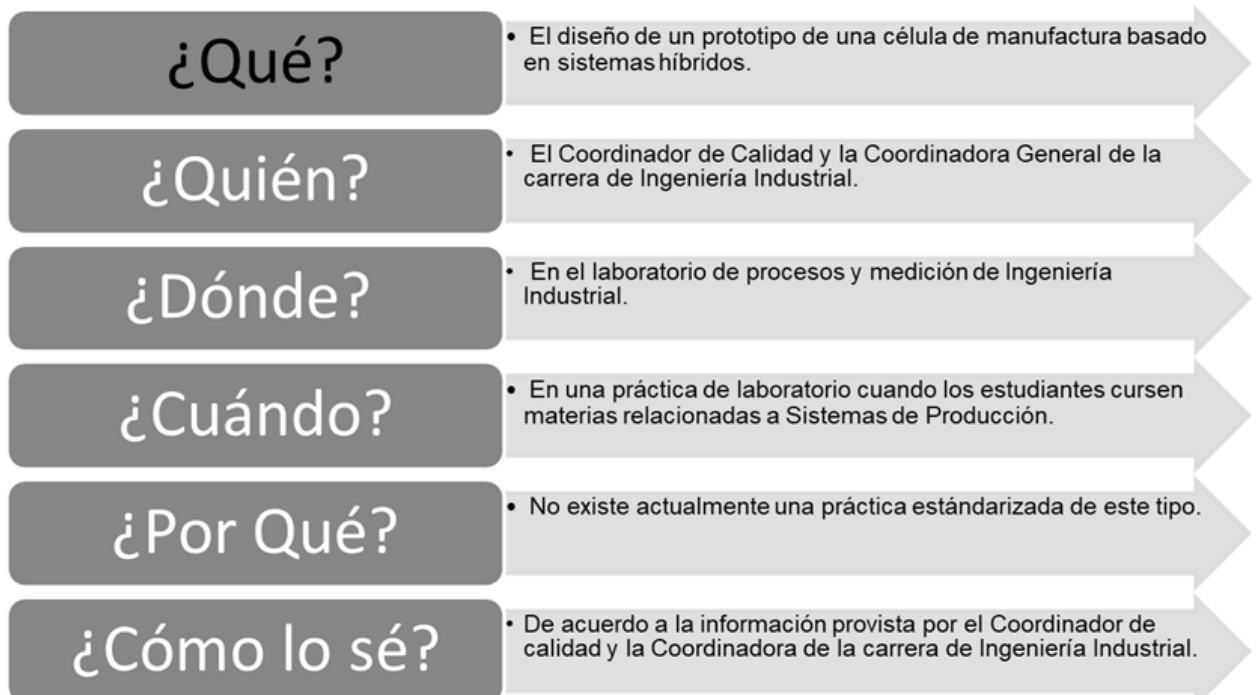 ¿Qué?
• El diseño de un prototipo de una célula de manufactura basado
en sistemas híbridos.
¿Quién?
• El Coordinador de Calidad y la Coordinadora General de la
carrera de Ingeniería Industrial.
¿Dónde?
• En el laboratorio de procesos y medición de Ingeniería
Industrial.
¿Cuándo?
• En una práctica de laboratorio cuando los estudiantes cursen
materias relacionadas a Sistemas de Producción.
¿Por Qué?
• No existe actualmente una práctica estándarizada de este tipo.
¿Cómo lo sé?
• De acuerdo a la información provista por el Coordinador de
calidad y la Coordinadora de la carrera de Ingeniería Industrial.